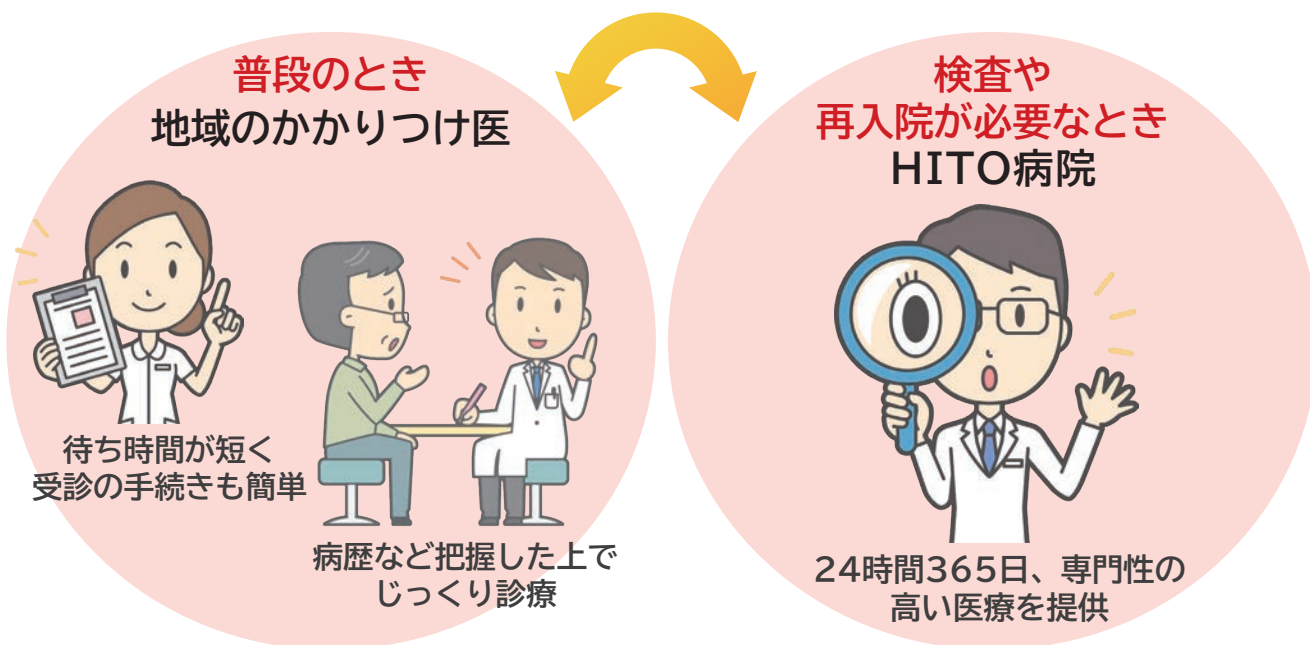 普段のとき
地域のかかりつけ医
待ち時間が短く
受診の手続きも簡単
病歴など把握した上で
じっくり診療
検査や
再入院が必要なとき
HITO病院
24時間365日、専門性の
高い医療を提供